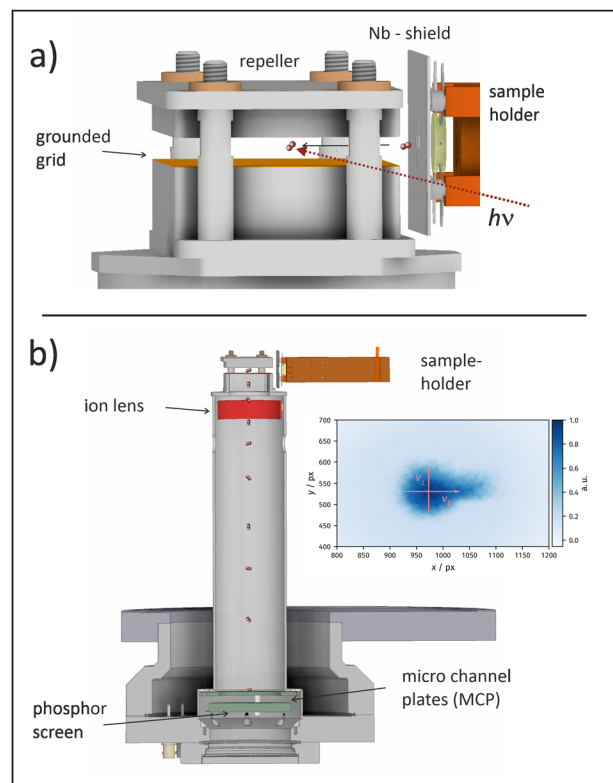 a)
Nb - shield
repeller
sample
holder
grounded
grid
hν
b)
sample-
holder
ion lens
700
650
600
550
500
450
400
y / px
v⊥
v∥
800
850
900
950
1000
1050
1100
1150
1200
x / px
1.0
0.8
0.6
0.4
0.2
0.0
a.u.
micro channel
plates (MCP)
phosphor
screen